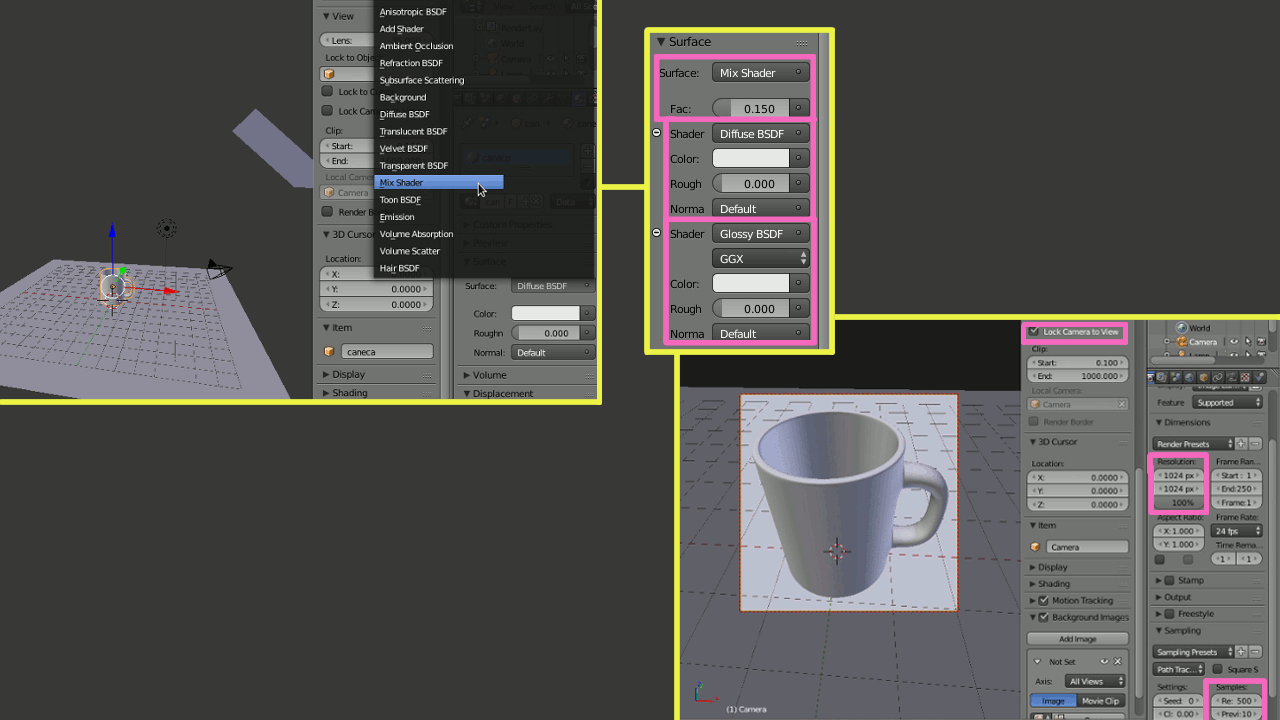 View
Lens:
Lock to Obje
Lock to C
Lock Cam
Clip:
Start:
End:
Local Came
Camera
Render B
3D Cursor
Location:
X:
Y: 0.0000
Z: 0.0000
Item
caneca
Display
Shading
Anisotropic BSDF
Add Shader
Ambient Occlusion
Refraction BSDF
Subsurface Scattering
Background
Diffuse BSDF
Translucent BSDF
Velvet BSDF
Transparent BSDF
Mix Shader
Toon BSDF
Emission
Volume Absorption
Volume Scatter
Hair BSDF
Surface: Diffuse BSDF
Color:
Roughn 0.000
Normal: Default
Volume
Displacement
Surface
Surface: Mix Shader
Fac: 0.150
Shader Diffuse BSDF
Color:
Rough 0.000
Norma Default
Shader Glossy BSDF
GGX
Color:
Rough 0.000
Norma Default
(1) Camera
Lock Camera to View
Clip:
Start: 0.100
End: 1000.000
Local Camera:
Camera
Render Border
3D Cursor
Location:
X: 0.0000
Y: 0.0000
Z: 0.0000
Item
Camera
Display
Shading
Motion Tracking
Background Images
Add Image
Not Set
Axis: All Views
Image Movie Clip
World
Camera
Feature Supported
Dimensions
Render Presets
Resolution: Frame Ran...
1024 px Start : 1
1024 px End:250
100% Frame:1
Aspect Ratio: Frame Rate:
X: 1.000 24 fps
Y: 1.000 Time Rema...
1 1
Stamp
Output
Freestyle
Sampling
Sampling Presets
Path Trac... Square S
Settings: Samples:
Seed: 0 Re: 500
Cl: 0.00 Previ:10